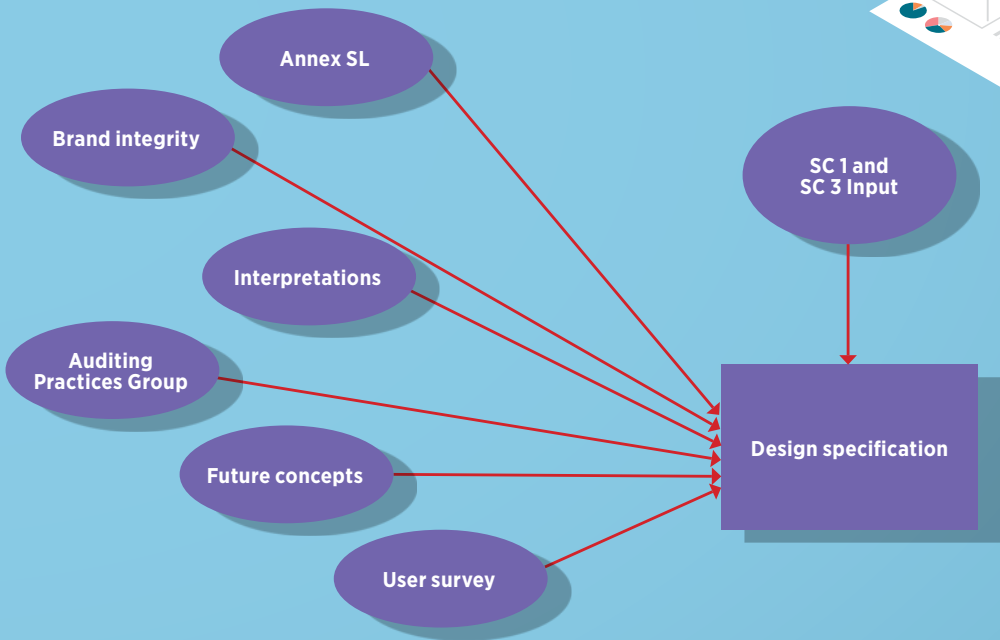 Annex SL
Brand integrity
SC 1 and
SC 3 Input
Interpretations
Auditing
Practices Group
Design specification
Future concepts
User survey